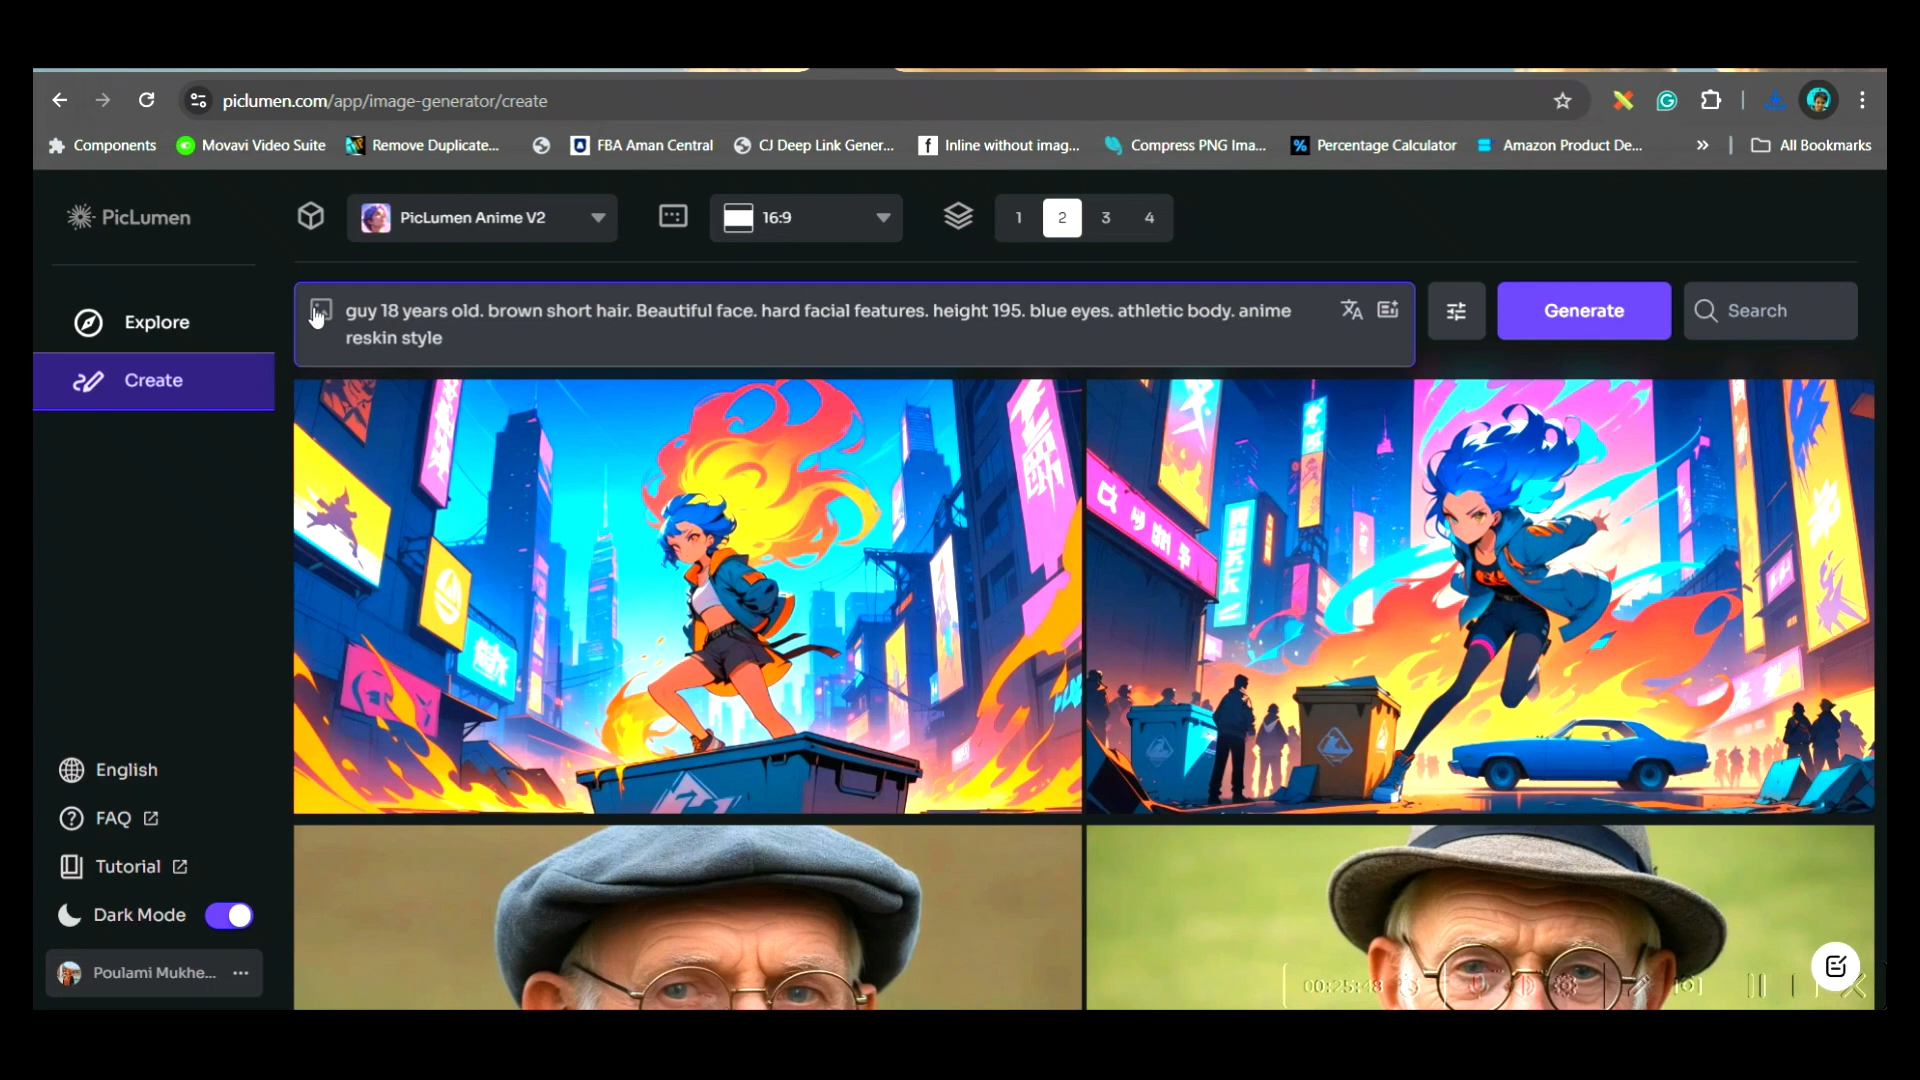 piclumen.com/app/image-generator/create
Components Movavi Video Suite Remove Duplicate... FBA Aman Central CJ Deep Link Gener... Inline without imag... Compress PNG Ima... Percentage Calculator Amazon Product De... » All Bookmarks
PicLumen PicLumen Anime V2 16:9 1 2 3 4
guy 18 years old. brown short hair. Beautiful face. hard facial features. height 195. blue eyes. athletic body. anime
reskin style
Generate
Search
Explore
Create
English
FAQ
Tutorial
Dark Mode
Poulami Mukhe... ...
00:25:48